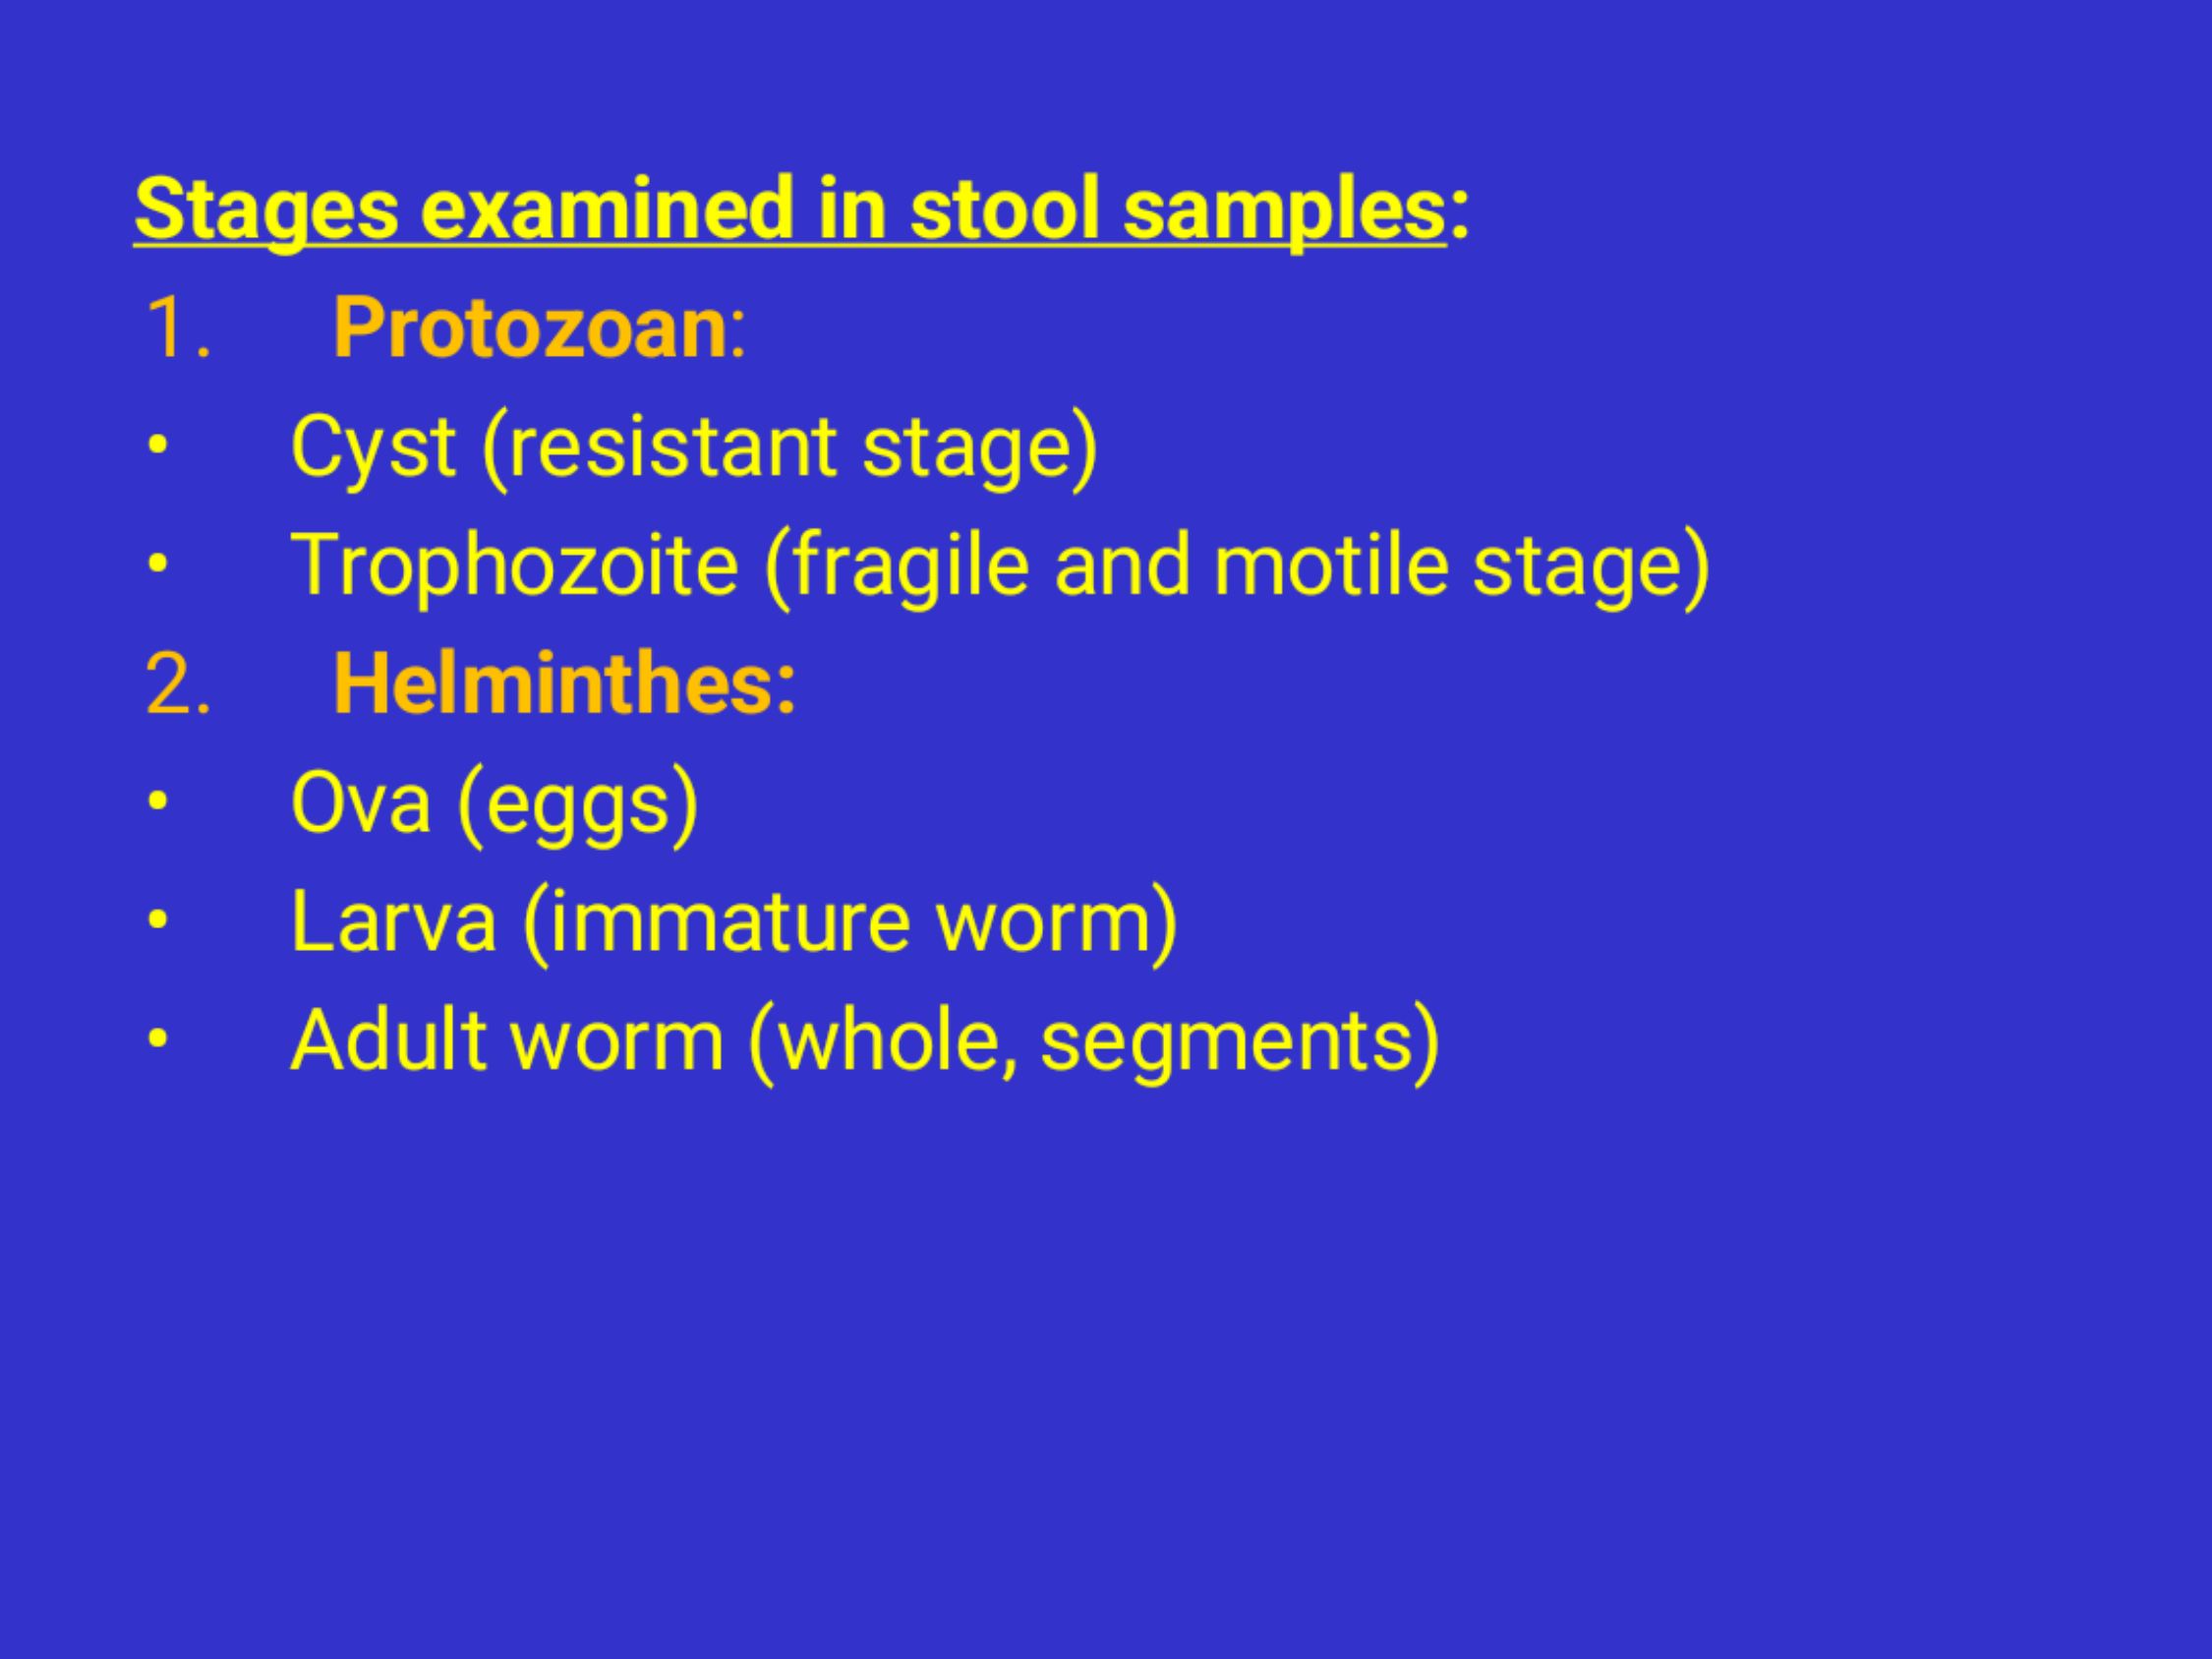 Stages examined in stool samples:
1. Protozoan:
• Cyst (resistant stage)
• Trophozoite (fragile and motile stage)
2. Helminthes:
• Ova (eggs)
• Larva (immature worm)
• Adult worm (whole, segments)